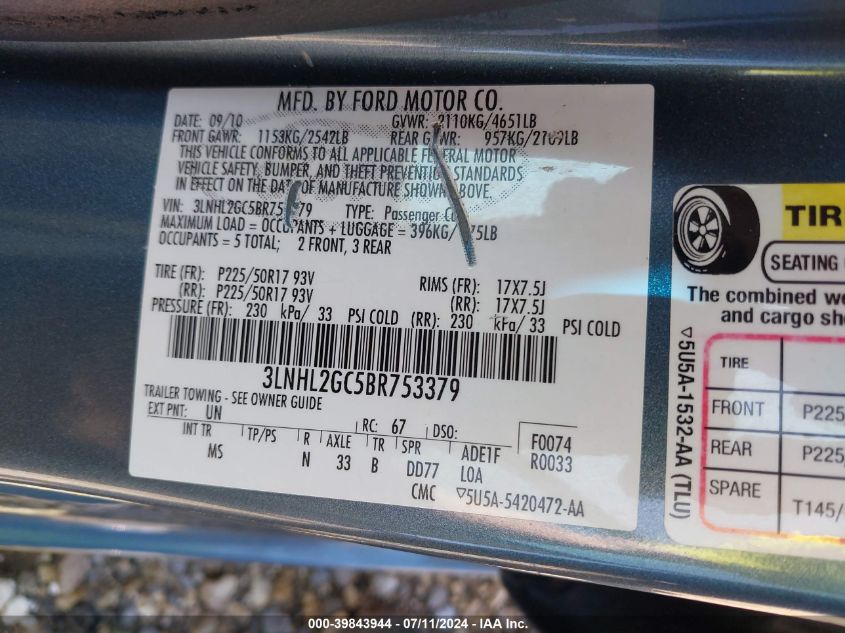 MFD. BY FORD MOTOR CO.
DATE: 09/10 GVWR: 2110KG/4651LB
FRONT GAWR: 1153KG/2542LB REAR GAWR: 957KG/2109LB
THIS VEHICLE CONFORMS TO ALL APPLICABLE FEDERAL MOTOR
VEHICLE SAFETY, BUMPER, AND THEFT PREVENTION STANDARDS
IN EFFECT ON THE DATE OF MANUFACTURE SHOWN ABOVE.
VIN: 3LNHL2GC5BR753379 TYPE: Passenger
MAXIMUM LOAD = OCCUPANTS + LUGGAGE = 396KG/875LB
OCCUPANTS = 5 TOTAL; 2 FRONT, 3 REAR
TIRE (FR): P225/50R17 93V RIMS (FR): 17X7.5J
(RR): P225/50R17 93V (RR): 17X7.5J
PRESSURE (FR): 230 kPa/ 33 PSI COLD (RR): 230 kPa/ 33 PSI COLD
3LNHL2GC5BR753379
TRAILER TOWING - SEE OWNER GUIDE
EXT PNT: UN RC: 67 DSO:
INT TR TP/PS R AXLE TR SPR ADE1F F0074
MS N 33 B DD77 LOA R0033
CMC ▽5U5A-5420472-AA
TIR
SEATING
The combined we
and cargo sho
▽5U5A-1532-AA (TLU)
TIRE
FRONT P225
REAR P225
SPARE T145/
000-39843944 - 07/11/2024 - IAAI Inc.